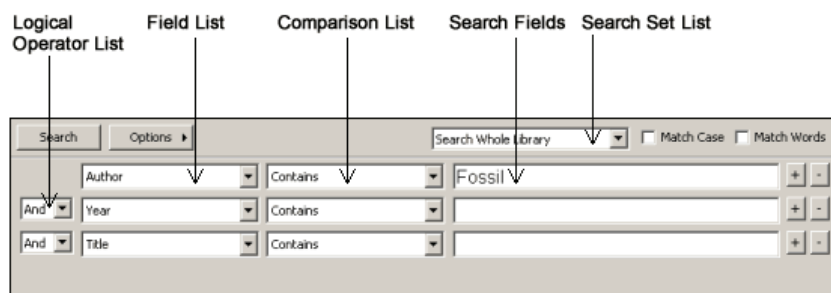 Logical
Operator List
Field List
Comparison List
Search Fields
Search Set List
Search
Options
Search Whole Library
Match Case
Match Words
Author
Contains
Fossil
+
-
And
Year
Contains
+
-
And
Title
Contains
+
-